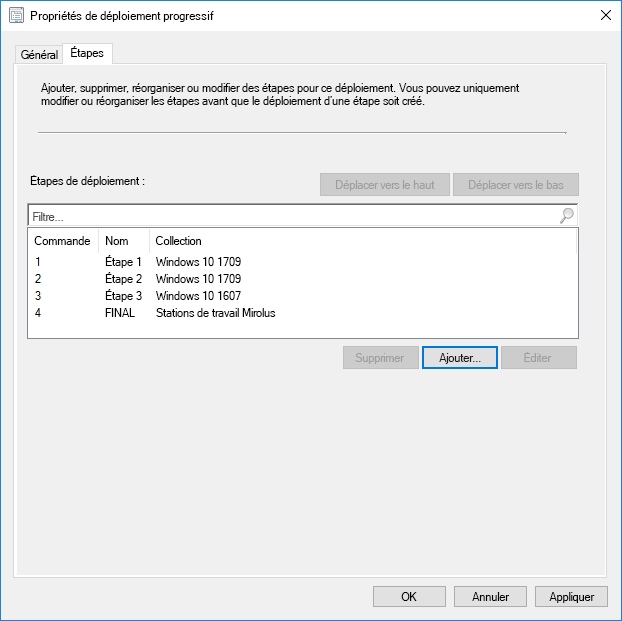 Propriétés de déploiement progressif
Général Étapes
Ajouter, supprimer, réorganiser ou modifier des étapes pour ce déploiement. Vous pouvez uniquement
modifier ou réorganiser les étapes avant que le déploiement d'une étape soit créé.
Étapes de déploiement :
Déplacer vers le haut Déplacer vers le bas
Filtre...
Commande Nom Collection
1 Étape 1 Windows 10 1709
2 Étape 2 Windows 10 1709
3 Étape 3 Windows 10 1607
4 FINAL Stations de travail Mirolus
Supprimer Ajouter... Éditer
OK Annuler Appliquer